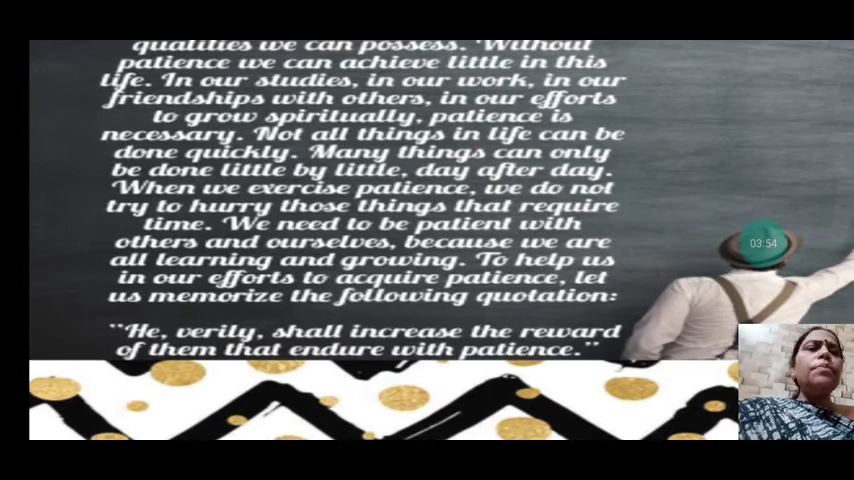 qualities we can possess. Without
patience we can achieve little in this
life. In our studies, in our work, in our
friendships with others, in our efforts
to grow spiritually, patience is
necessary. Not all things in life can be
done quickly. Many things can only
be done little by little, day after day.
When we exercise patience, we do not
try to hurry those things that require
time. We need to be patient with
others and ourselves, because we are
all learning and growing. To help us
in our efforts to acquire patience, let
us memorize the following quotation:
"He, verily, shall increase the reward
of them that endure with patience."
03:54